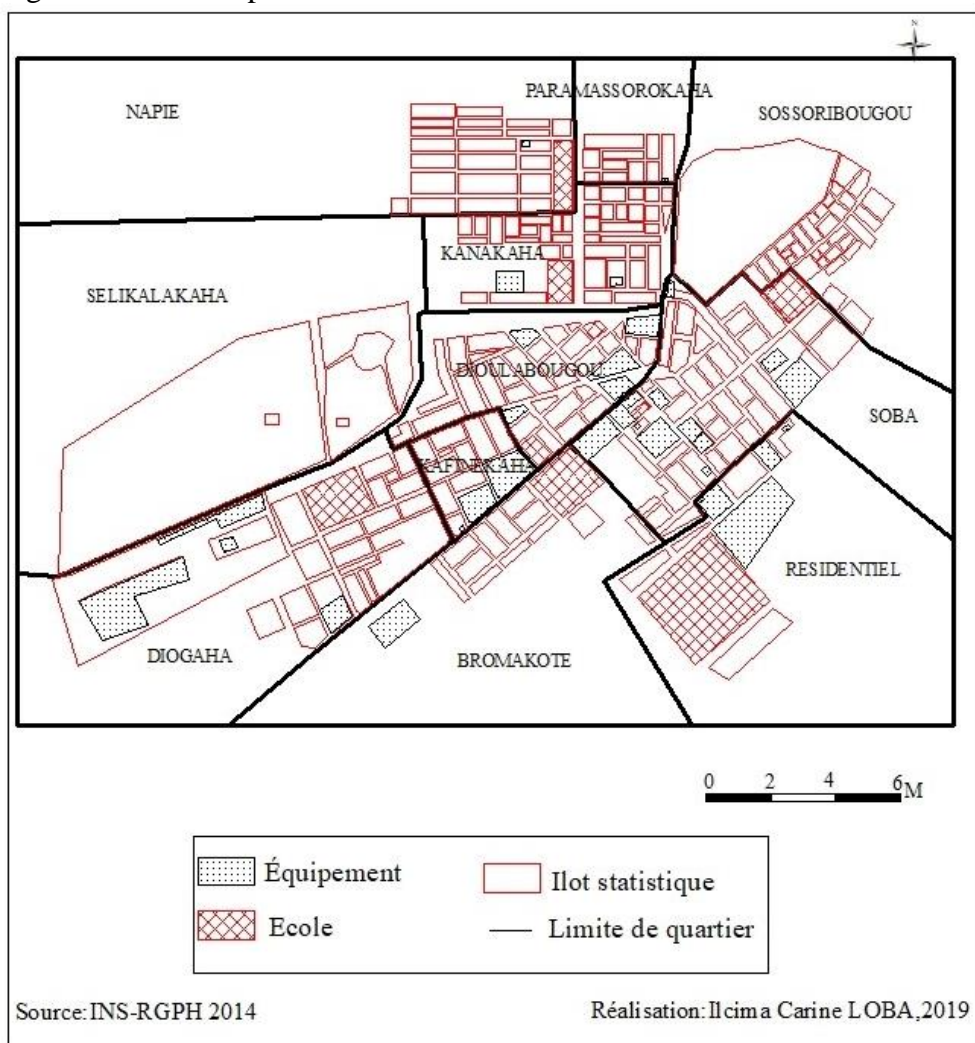 N
PARAMASSOROKAHA
NAPIE
SOSSORIBOUGOU
KANAKAHA
SELIKALAKAHA
DIOULABOUGOU
SOBA
KAFINEKAHA
RESIDENTIEL
DIOGAHA
BROMAKOTE
0 2 4 6 M
Équipement
Ilot statistique
Ecole
Limite de quartier
Source:INS-RGPH 2014
Réalisation:Ilcima Carine LOBA,2019